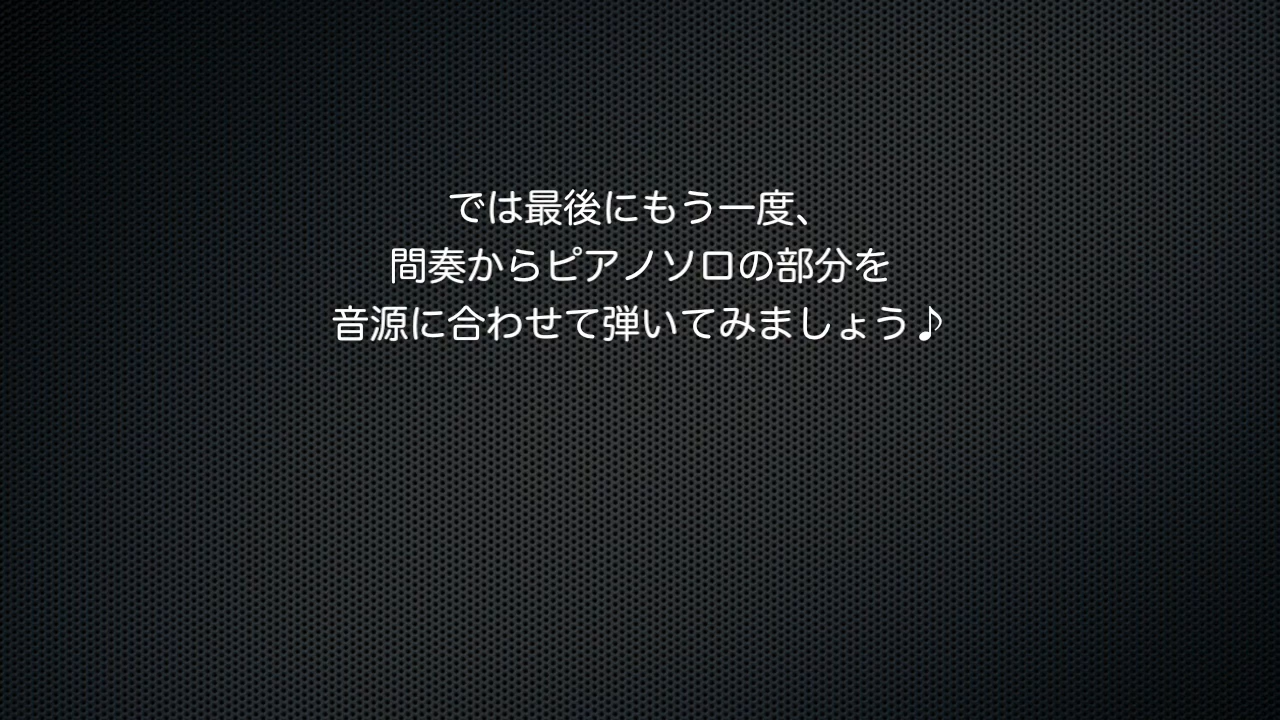 では最後にもう一度、
間奏からピアノソロの部分を
音源に合わせて弾いてみましょう♪